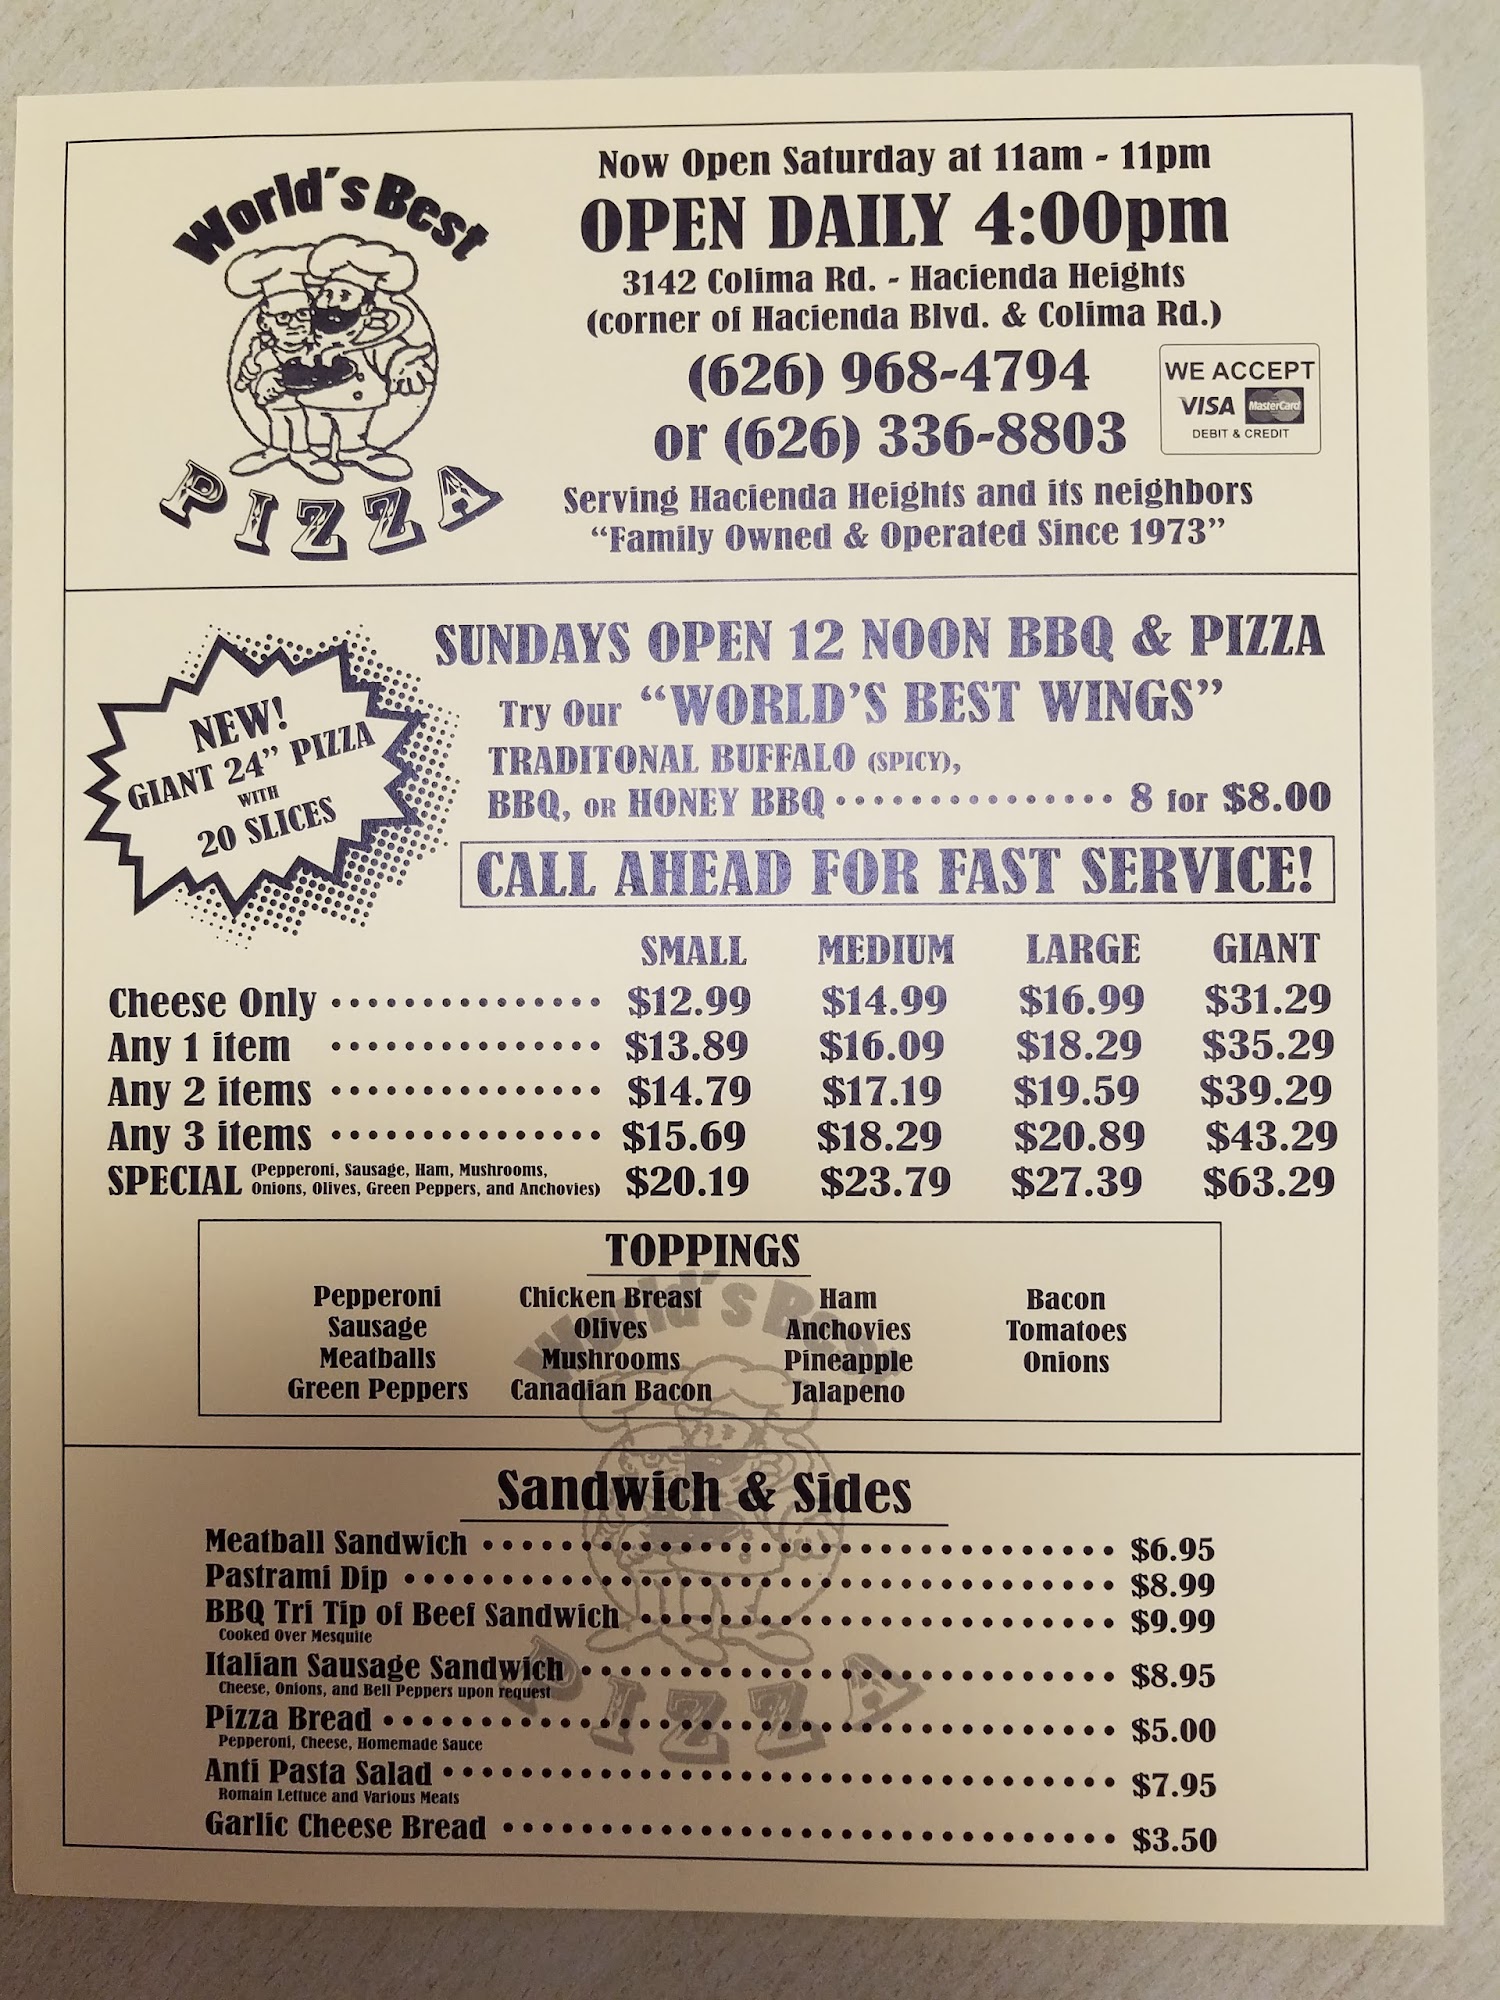 World's Best
PIZZA
Now Open Saturday at 11am - 11pm
OPEN DAILY 4:00pm
3142 Colima Rd. - Hacienda Heights
(corner of Hacienda Blvd. & Colima Rd.)
(626) 968-4794
or (626) 336-8803
WE ACCEPT
VISA MasterCard
DEBIT & CREDIT
Serving Hacienda Heights and its neighbors
“Family Owned & Operated Since 1973”
NEW!
GIANT 24” PIZZA
WITH
20 SLICES
SUNDAYS OPEN 12 NOON BBQ & PIZZA
Try Our “WORLD'S BEST WINGS”
TRADITONAL BUFFALO (SPICY),
BBQ, OR HONEY BBQ 8 for $8.00
CALL AHEAD FOR FAST SERVICE!
SMALL MEDIUM LARGE GIANT
Cheese Only $12.99 $14.99 $16.99 $31.29
Any 1 item $13.89 $16.09 $18.29 $35.29
Any 2 items $14.79 $17.19 $19.59 $39.29
Any 3 items $15.69 $18.29 $20.89 $43.29
SPECIAL (Pepperoni, Sausage, Ham, Mushrooms,
Onions, Olives, Green Peppers, and Anchovies) $20.19 $23.79 $27.39 $63.29
TOPPINGS
Pepperoni Chicken Breast Ham Bacon
Sausage Olives Anchovies Tomatoes
Meatballs Mushrooms Pineapple Onions
Green Peppers Canadian Bacon Jalapeno
World's Best
PIZZA
Sandwich & Sides
Meatball Sandwich $6.95
Pastrami Dip $8.99
BBQ Tri Tip of Beef Sandwich $9.99
Cooked Over Mesquite
Italian Sausage Sandwich $8.95
Cheese, Onions, and Bell Peppers upon request
Pizza Bread $5.00
Pepperoni, Cheese, Homemade Sauce
Anti Pasta Salad $7.95
Romain Lettuce and Various Meats
Garlic Cheese Bread $3.50